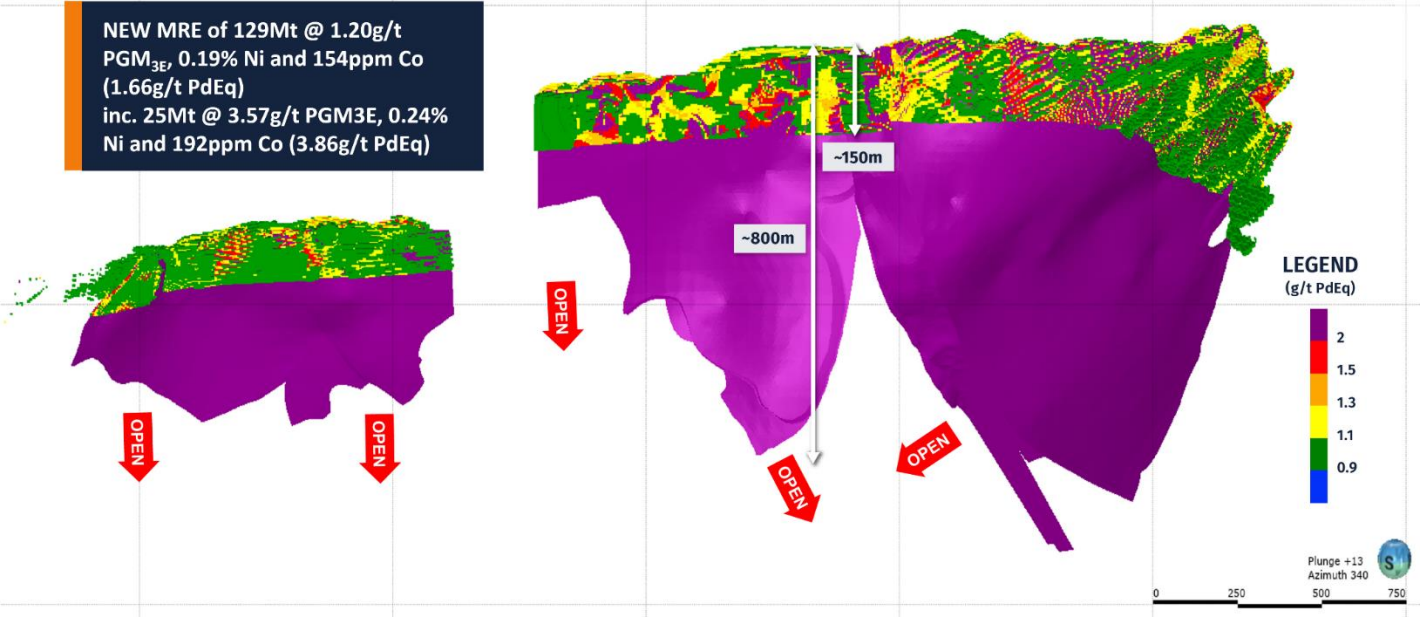 NEW MRE of 129Mt @ 1.20g/t
PGM3E, 0.19% Ni and 154ppm Co
(1.66g/t PdEq)
inc. 25Mt @ 3.57g/t PGM3E, 0.24%
Ni and 192ppm Co (3.86g/t PdEq)
~150m
~800m
OPEN
OPEN
OPEN
OPEN
OPEN
LEGEND
(g/t PdEq)
2
1.5
1.3
1.1
0.9
Plunge +13
Azimuth 340
S
0 250 500 750